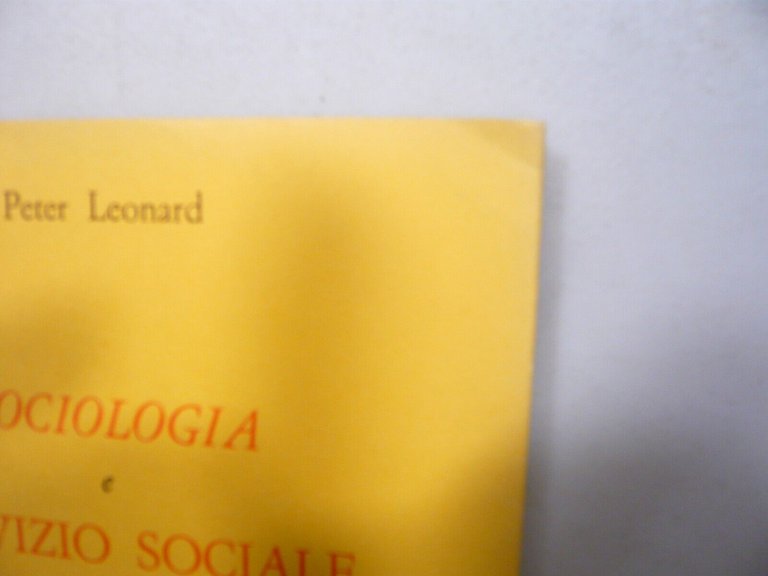 Peter Leonard
OCIOLOGIA
e
VIZIO SOCIALE